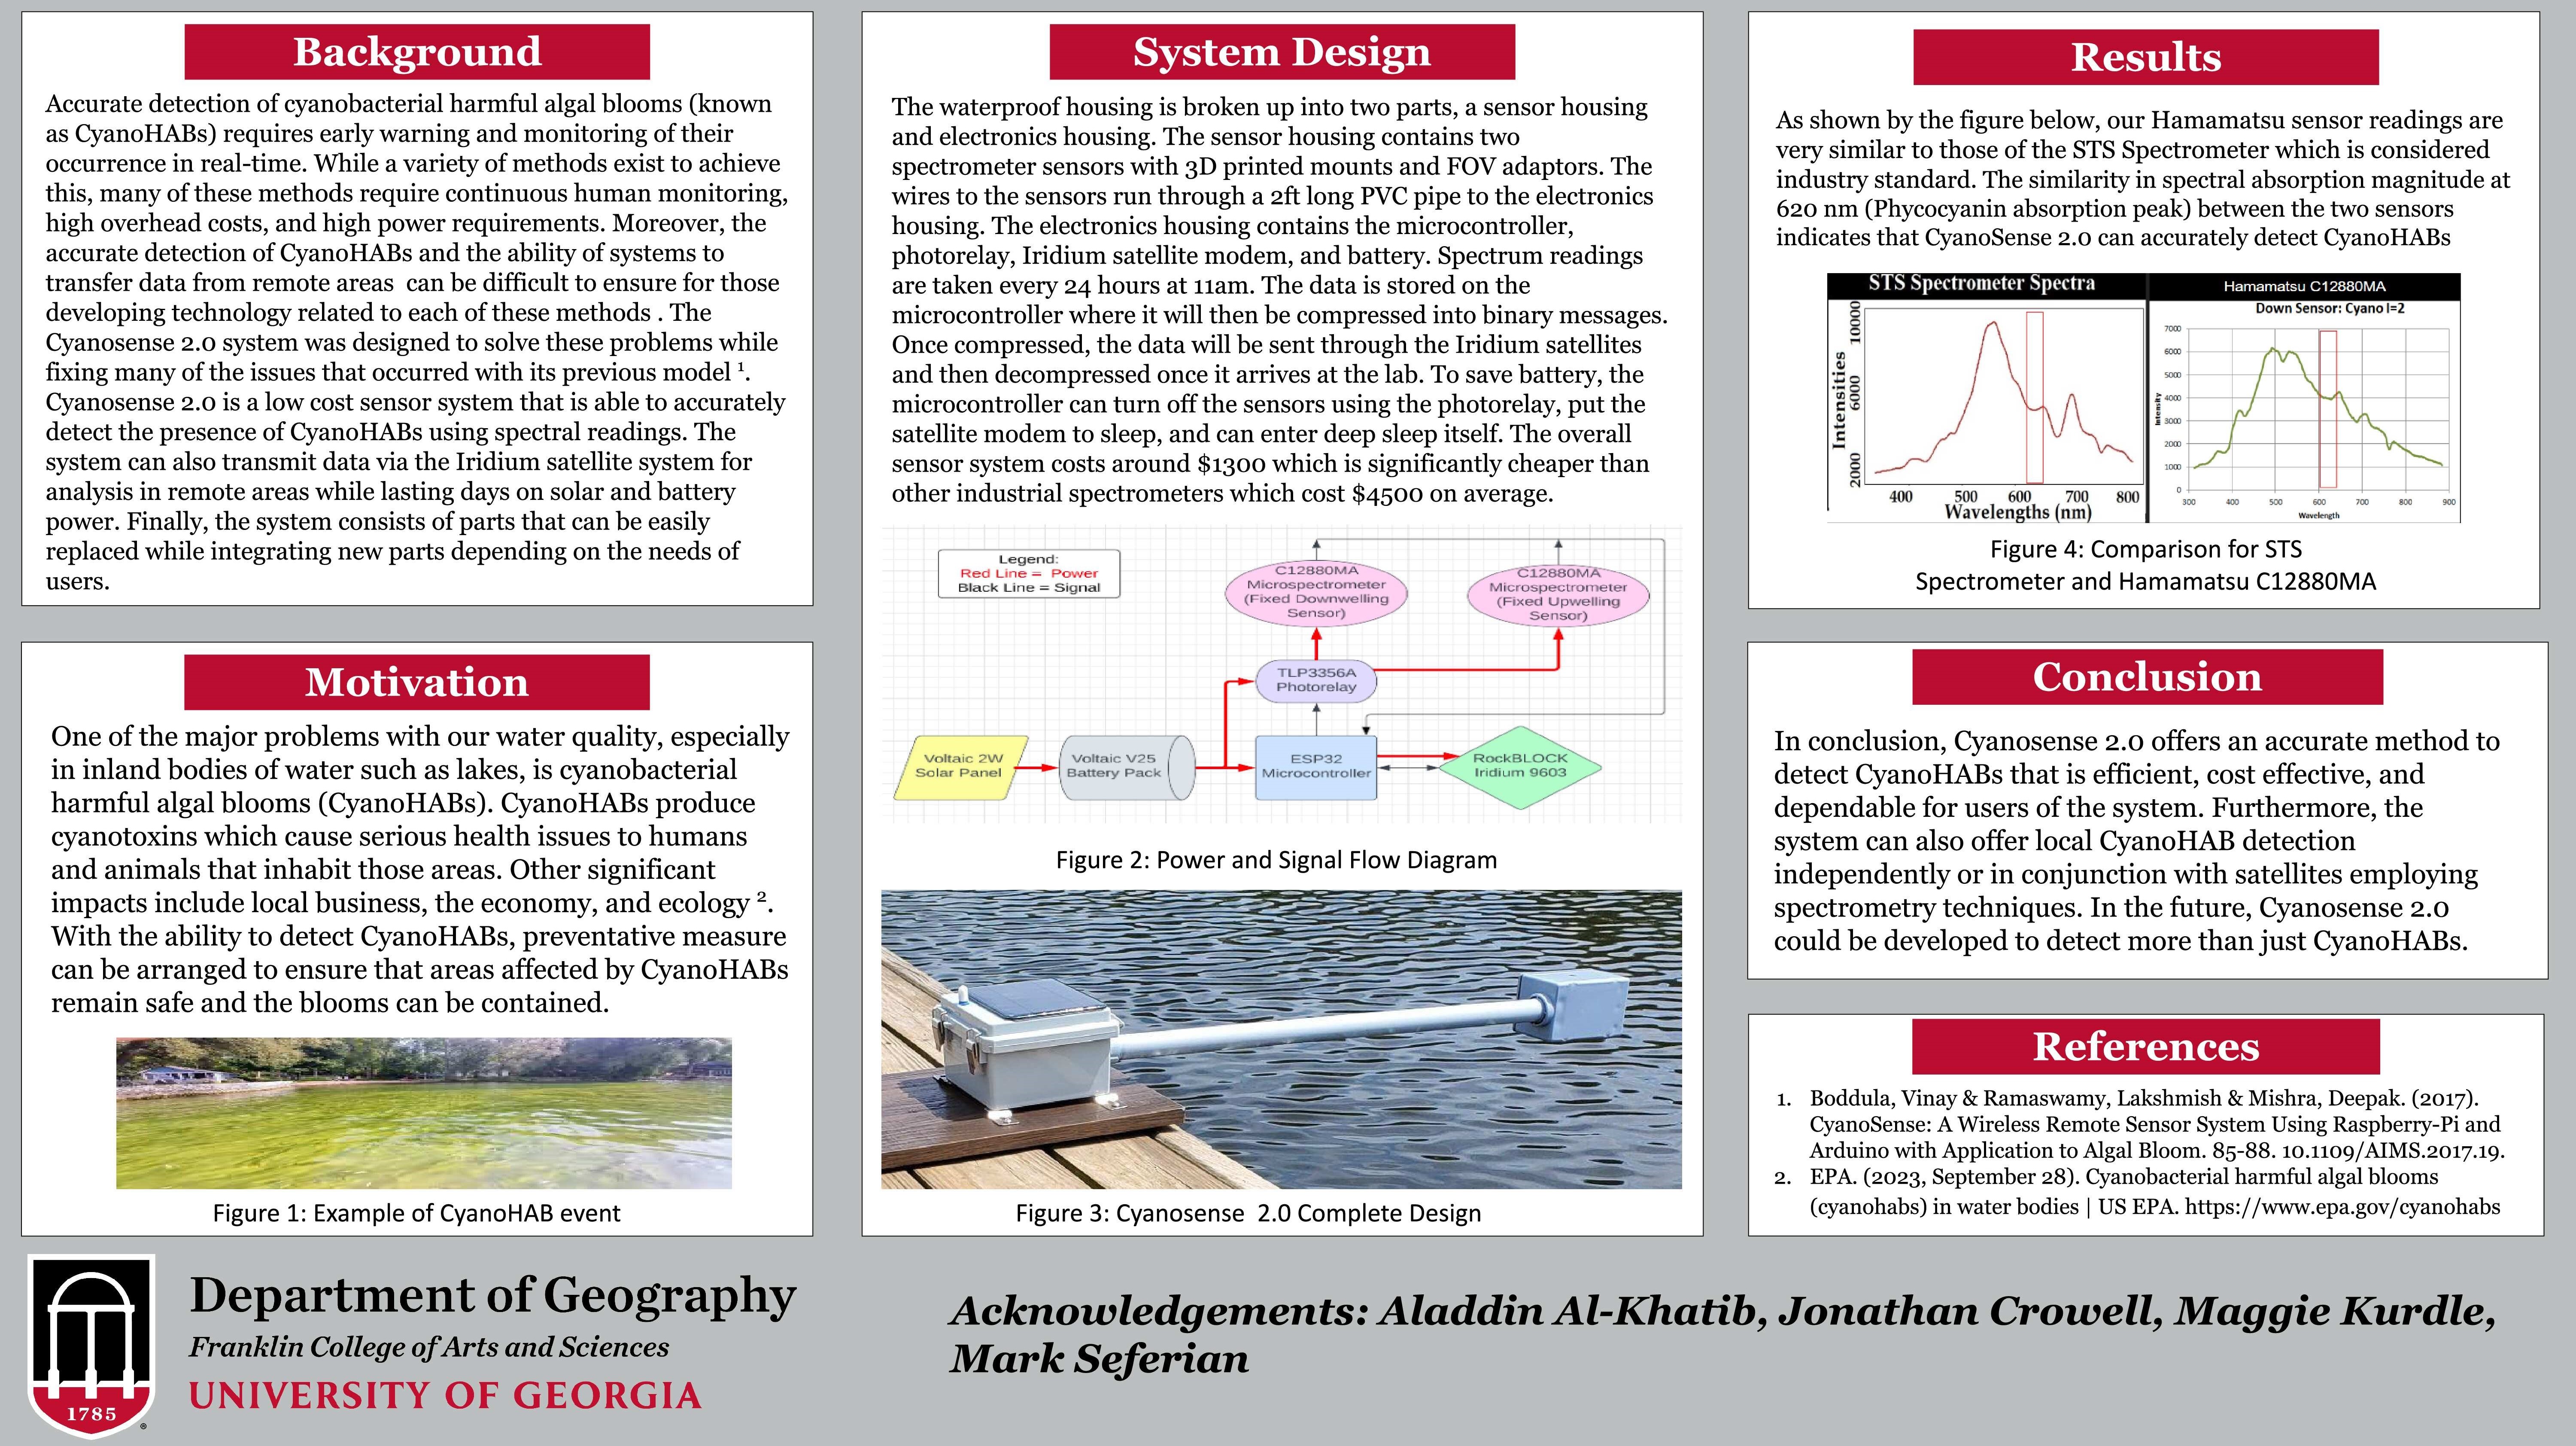 Background
Accurate detection of cyanobacterial harmful algal blooms (known
as CyanoHABs) requires early warning and monitoring of their
occurrence in real-time. While a variety of methods exist to achieve
this, many of these methods require continuous human monitoring,
high overhead costs, and high power requirements. Moreover, the
accurate detection of CyanoHABs and the ability of systems to
transfer data from remote areas  can be difficult to ensure for those
developing technology related to each of these methods . The
Cyanosense 2.0 system was designed to solve these problems while
fixing many of the issues that occurred with its previous model ¹.
Cyanosense 2.0 is a low cost sensor system that is able to accurately
detect the presence of CyanoHABs using spectral readings. The
system can also transmit data via the Iridium satellite system for
analysis in remote areas while lasting days on solar and battery
power. Finally, the system consists of parts that can be easily
replaced while integrating new parts depending on the needs of
users.
Motivation
One of the major problems with our water quality, especially
in inland bodies of water such as lakes, is cyanobacterial
harmful algal blooms (CyanoHABs). CyanoHABs produce
cyanotoxins which cause serious health issues to humans
and animals that inhabit those areas. Other significant
impacts include local business, the economy, and ecology ².
With the ability to detect CyanoHABs, preventative measure
can be arranged to ensure that areas affected by CyanoHABs
remain safe and the blooms can be contained.
Figure 1: Example of CyanoHAB event
System Design
The waterproof housing is broken up into two parts, a sensor housing
and electronics housing. The sensor housing contains two
spectrometer sensors with 3D printed mounts and FOV adaptors. The
wires to the sensors run through a 2ft long PVC pipe to the electronics
housing. The electronics housing contains the microcontroller,
photorelay, Iridium satellite modem, and battery. Spectrum readings
are taken every 24 hours at 11am. The data is stored on the
microcontroller where it will then be compressed into binary messages.
Once compressed, the data will be sent through the Iridium satellites
and then decompressed once it arrives at the lab. To save battery, the
microcontroller can turn off the sensors using the photorelay, put the
satellite modem to sleep, and can enter deep sleep itself. The overall
sensor system costs around $1300 which is significantly cheaper than
other industrial spectrometers which cost $4500 on average.
Legend:
Red Line = Power
Black Line = Signal
C12880MA
Microspectrometer
(Fixed Downwelling
Sensor)
C12880MA
Microspectrometer
(Fixed Upwelling
Sensor)
TLP3356A
Photorelay
Voltaic 2W
Solar Panel
Voltaic V25
Battery Pack
ESP32
Microcontroller
RockBLOCK
Iridium 9603
Figure 2: Power and Signal Flow Diagram
Figure 3: Cyanosense  2.0 Complete Design
Results
As shown by the figure below, our Hamamatsu sensor readings are
very similar to those of the STS Spectrometer which is considered
industry standard. The similarity in spectral absorption magnitude at
620 nm (Phycocyanin absorption peak) between the two sensors
indicates that CyanoSense 2.0 can accurately detect CyanoHABs
STS Spectrometer Spectra
Intensities
10000
6000
2000
400 500 600 700 800
Wavelengths (nm)
Hamamatsu C12880MA
Down Sensor: Cyano I=2
Intensity
7000
6000
5000
4000
3000
2000
1000
0
300 400 500 600 700 800 900
Wavelength
Figure 4: Comparison for STS
Spectrometer and Hamamatsu C12880MA
Conclusion
In conclusion, Cyanosense 2.0 offers an accurate method to
detect CyanoHABs that is efficient, cost effective, and
dependable for users of the system. Furthermore, the
system can also offer local CyanoHAB detection
independently or in conjunction with satellites employing
spectrometry techniques. In the future, Cyanosense 2.0
could be developed to detect more than just CyanoHABs.
References
1. Boddula, Vinay & Ramaswamy, Lakshmish & Mishra, Deepak. (2017).
CyanoSense: A Wireless Remote Sensor System Using Raspberry-Pi and
Arduino with Application to Algal Bloom. 85-88. 10.1109/AIMS.2017.19.
2. EPA. (2023, September 28). Cyanobacterial harmful algal blooms
(cyanohabs) in water bodies | US EPA. https://www.epa.gov/cyanohabs
1785
®
Department of Geography
Franklin College of Arts and Sciences
UNIVERSITY OF GEORGIA
Acknowledgements: Aladdin Al-Khatib, Jonathan Crowell, Maggie Kurdle,
Mark Seferian